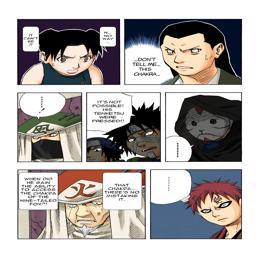 IT
CAN'T
BE
N...
NO
WAY
...DON'T
TELL ME...
THIS
CHAKRA...
IT'S NOT
POSSIBLE!
HIS
TENKETSU
WERE
PRESSED!!
WHEN DID
HE GAIN
THE ABILITY
TO ACCESS
THE CHAKRA
OF THE
NINE-TAILED
FOX?!
THAT
CHAKRA...
THERE'S NO
MISTAKING
IT.